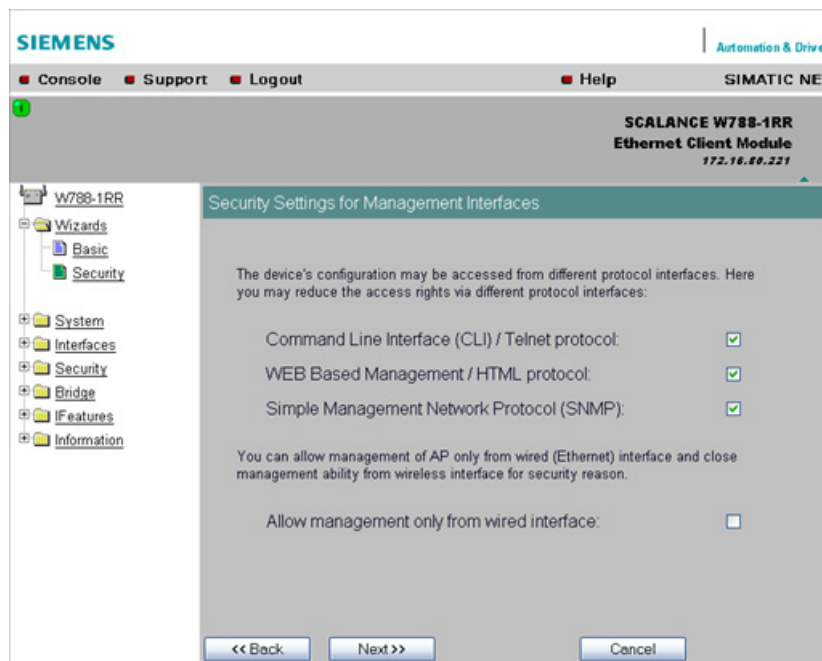 SIEMENS
Automation & Drive
Console Support Logout Help SIMATIC NE
SCALANCE W788-1RR
Ethernet Client Module
172.16.80.221
W788-1RR
Wizards
Basic
Security
System
Interfaces
Security
Bridge
IFeatures
Information
Security Settings for Management Interfaces
The device's configuration may be accessed from different protocol interfaces. Here
you may reduce the access rights via different protocol interfaces:
Command Line Interface (CLI) / Telnet protocol:
WEB Based Management / HTML protocol:
Simple Management Network Protocol (SNMP):
You can allow management of AP only from wired (Ethernet) interface and close
management ability from wireless interface for security reason.
Allow management only from wired interface:
<< Back Next >> Cancel